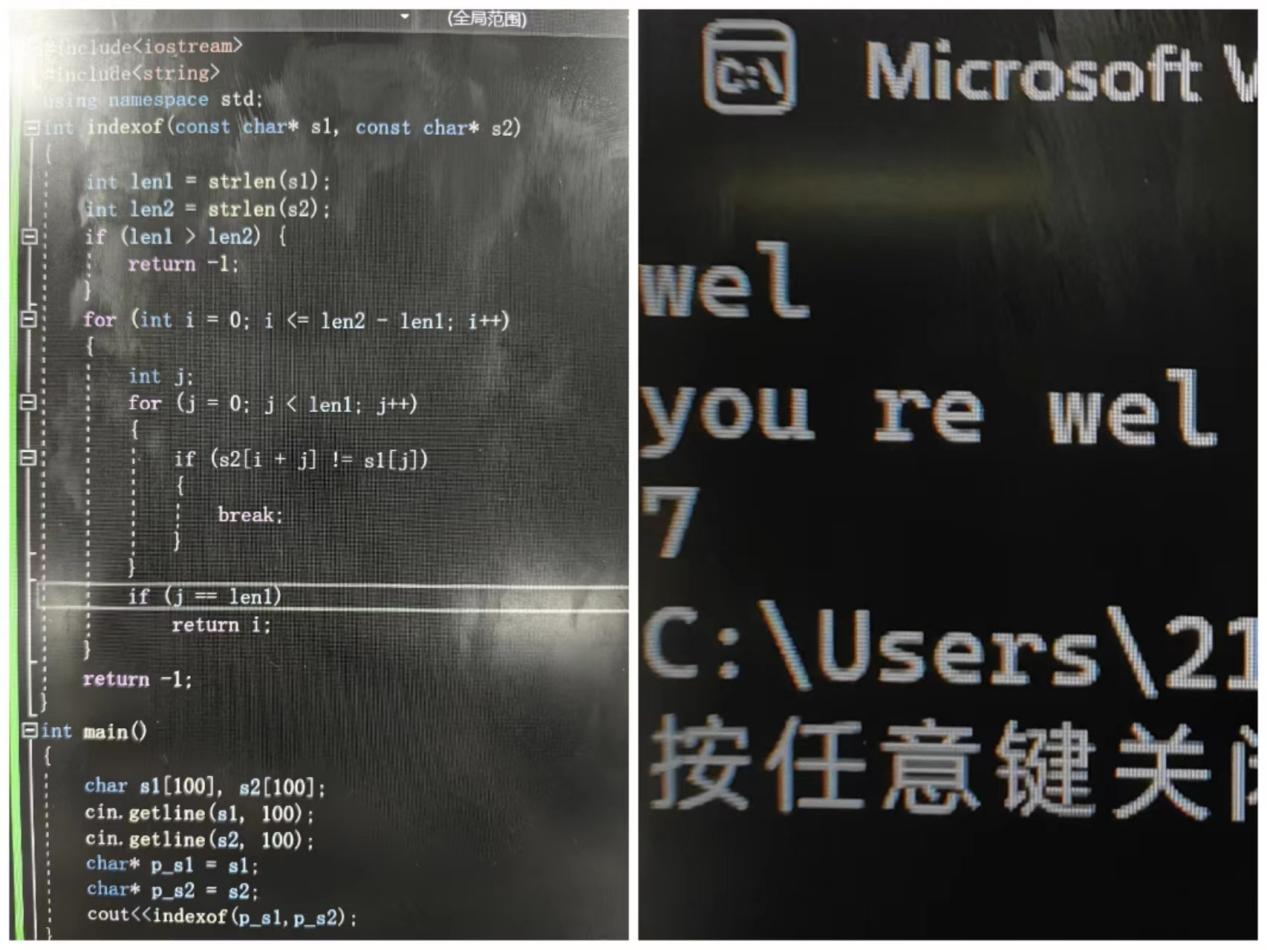 (全局范围)
#include<iostream>
#include<string>
using namespace std;
int indexof(const char* s1, const char* s2)
{
int len1 = strlen(s1);
int len2 = strlen(s2);
if (len1 > len2) {
return -1;
}
for (int i = 0; i <= len2 - len1; i++)
{
int j;
for (j = 0; j < len1; j++)
{
if (s2[i + j] != s1[j])
{
break;
}
}
if (j == len1)
return i;
}
return -1;
}
int main()
{
char s1[100], s2[100];
cin.getline(s1, 100);
cin.getline(s2, 100);
char* p_s1 = s1;
char* p_s2 = s2;
cout<<indexof(p_s1,p_s2);
}
C:\ Microsoft V
wel
you re wel
7
C:\Users\21
按任意键关